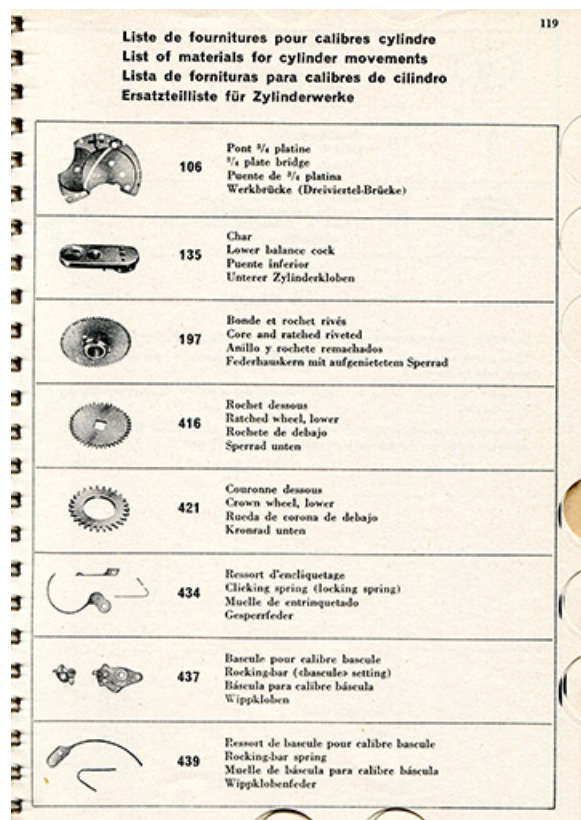 119
Liste de fournitures pour calibres cylindre
List of materials for cylinder movements
Lista de fornituras para calibres de cilindro
Ersatzteilliste für Zylinderwerke
106
Pont ¾ platine
¾ plate bridge
Puente de ¾ platina
Werkbrücke (Dreiviertel-Brücke)
135
Char
Lower balance cock
Puente inferior
Unterer Zylinderkloben
197
Bonde et rochet rivés
Core and ratched riveted
Anillo y rochete remachados
Federhauskern mit aufgenietetem Sperrad
416
Rochet dessous
Ratched wheel, lower
Rochete de debajo
Sperrad unten
421
Couronne dessous
Crown wheel, lower
Rueda de corona de debajo
Kronrad unten
434
Ressort d'encliquetage
Clicking spring (locking spring)
Muelle de entrinquetado
Gesperrfeder
437
Bascule pour calibre bascule
Rocking-bar («bascule» setting)
Báscula para calibre báscula
Wippkloben
439
Ressort de bascule pour calibre bascule
Rocking-bar spring
Muelle de báscula para calibre báscula
Wippklobenfeder